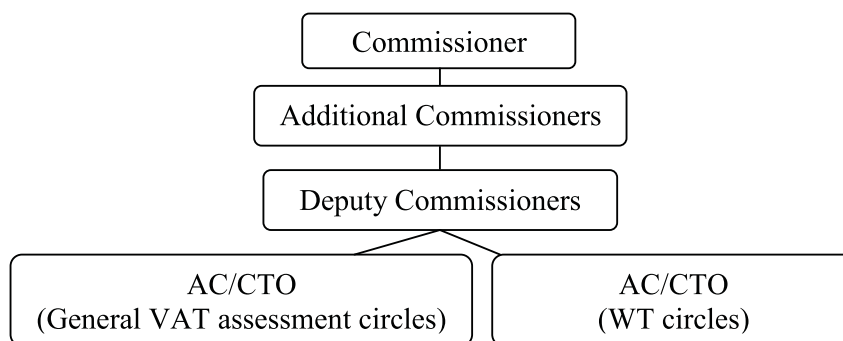 Commissioner
Additional Commissioners
Deputy Commissioners
AC/CTO
(General VAT assessment circles)
AC/CTO
(WT circles)